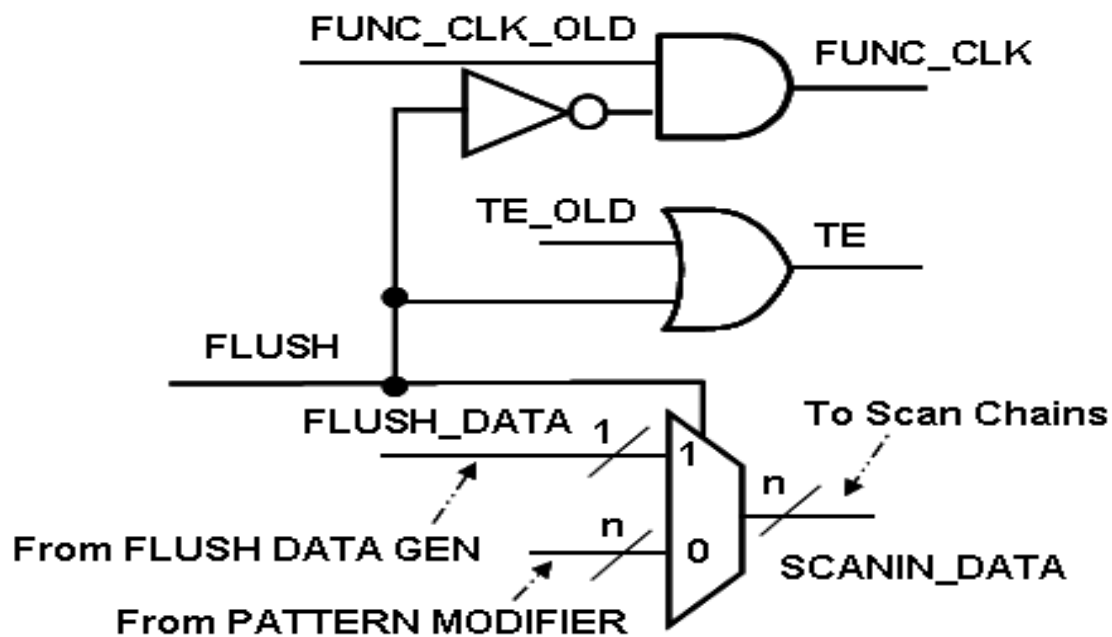 FUNC_CLK_OLD
FUNC_CLK
TE_OLD
TE
FLUSH
FLUSH_DATA
1
1
To Scan Chains
n
n
0
From FLUSH DATA GEN
SCANIN_DATA
From PATTERN MODIFIER